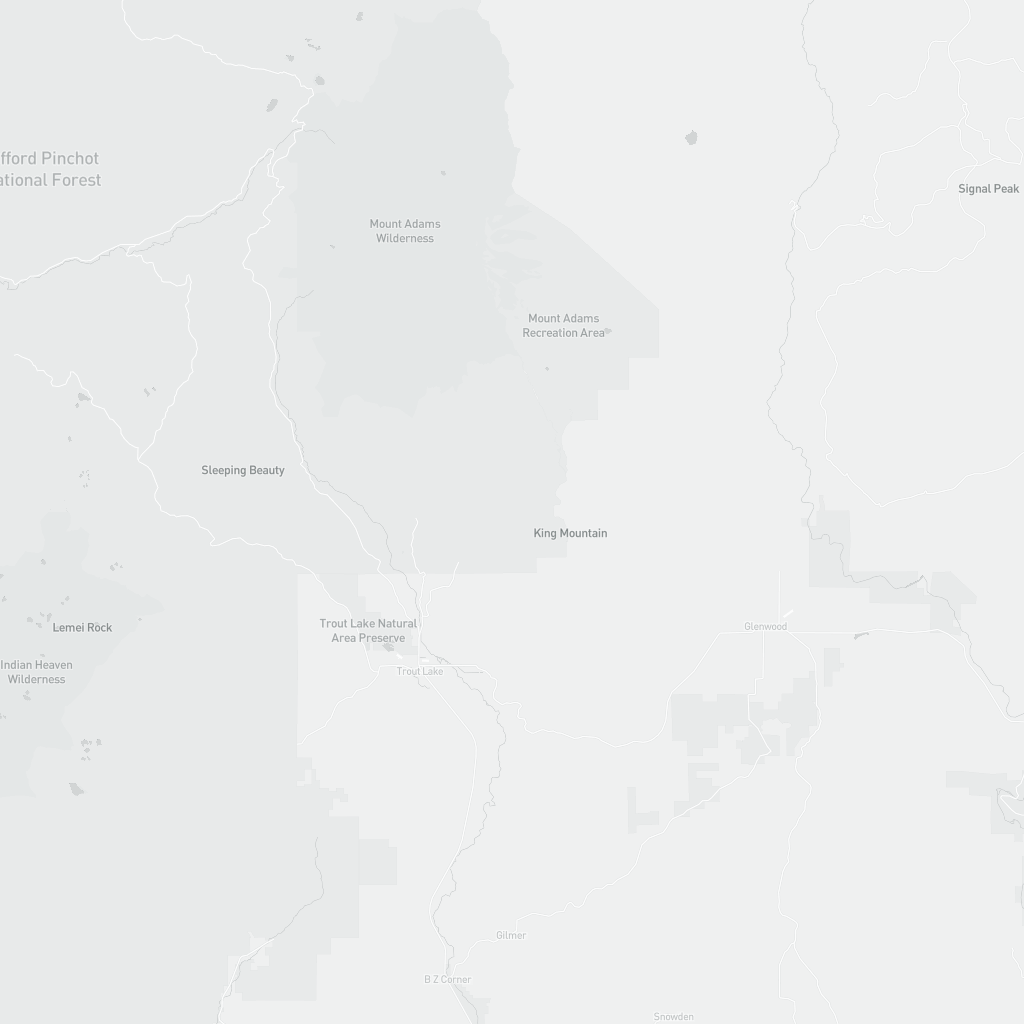 fford Pinchot
ational Forest
Signal Peak
Mount Adams
Wilderness
Mount Adams
Recreation Area
Sleeping Beauty
King Mountain
Trout Lake Natural
Area Preserve
Lemei Rock
Glenwood
Indian Heaven
Wilderness
Trout Lake
Gilmer
B Z Corner
Snowden